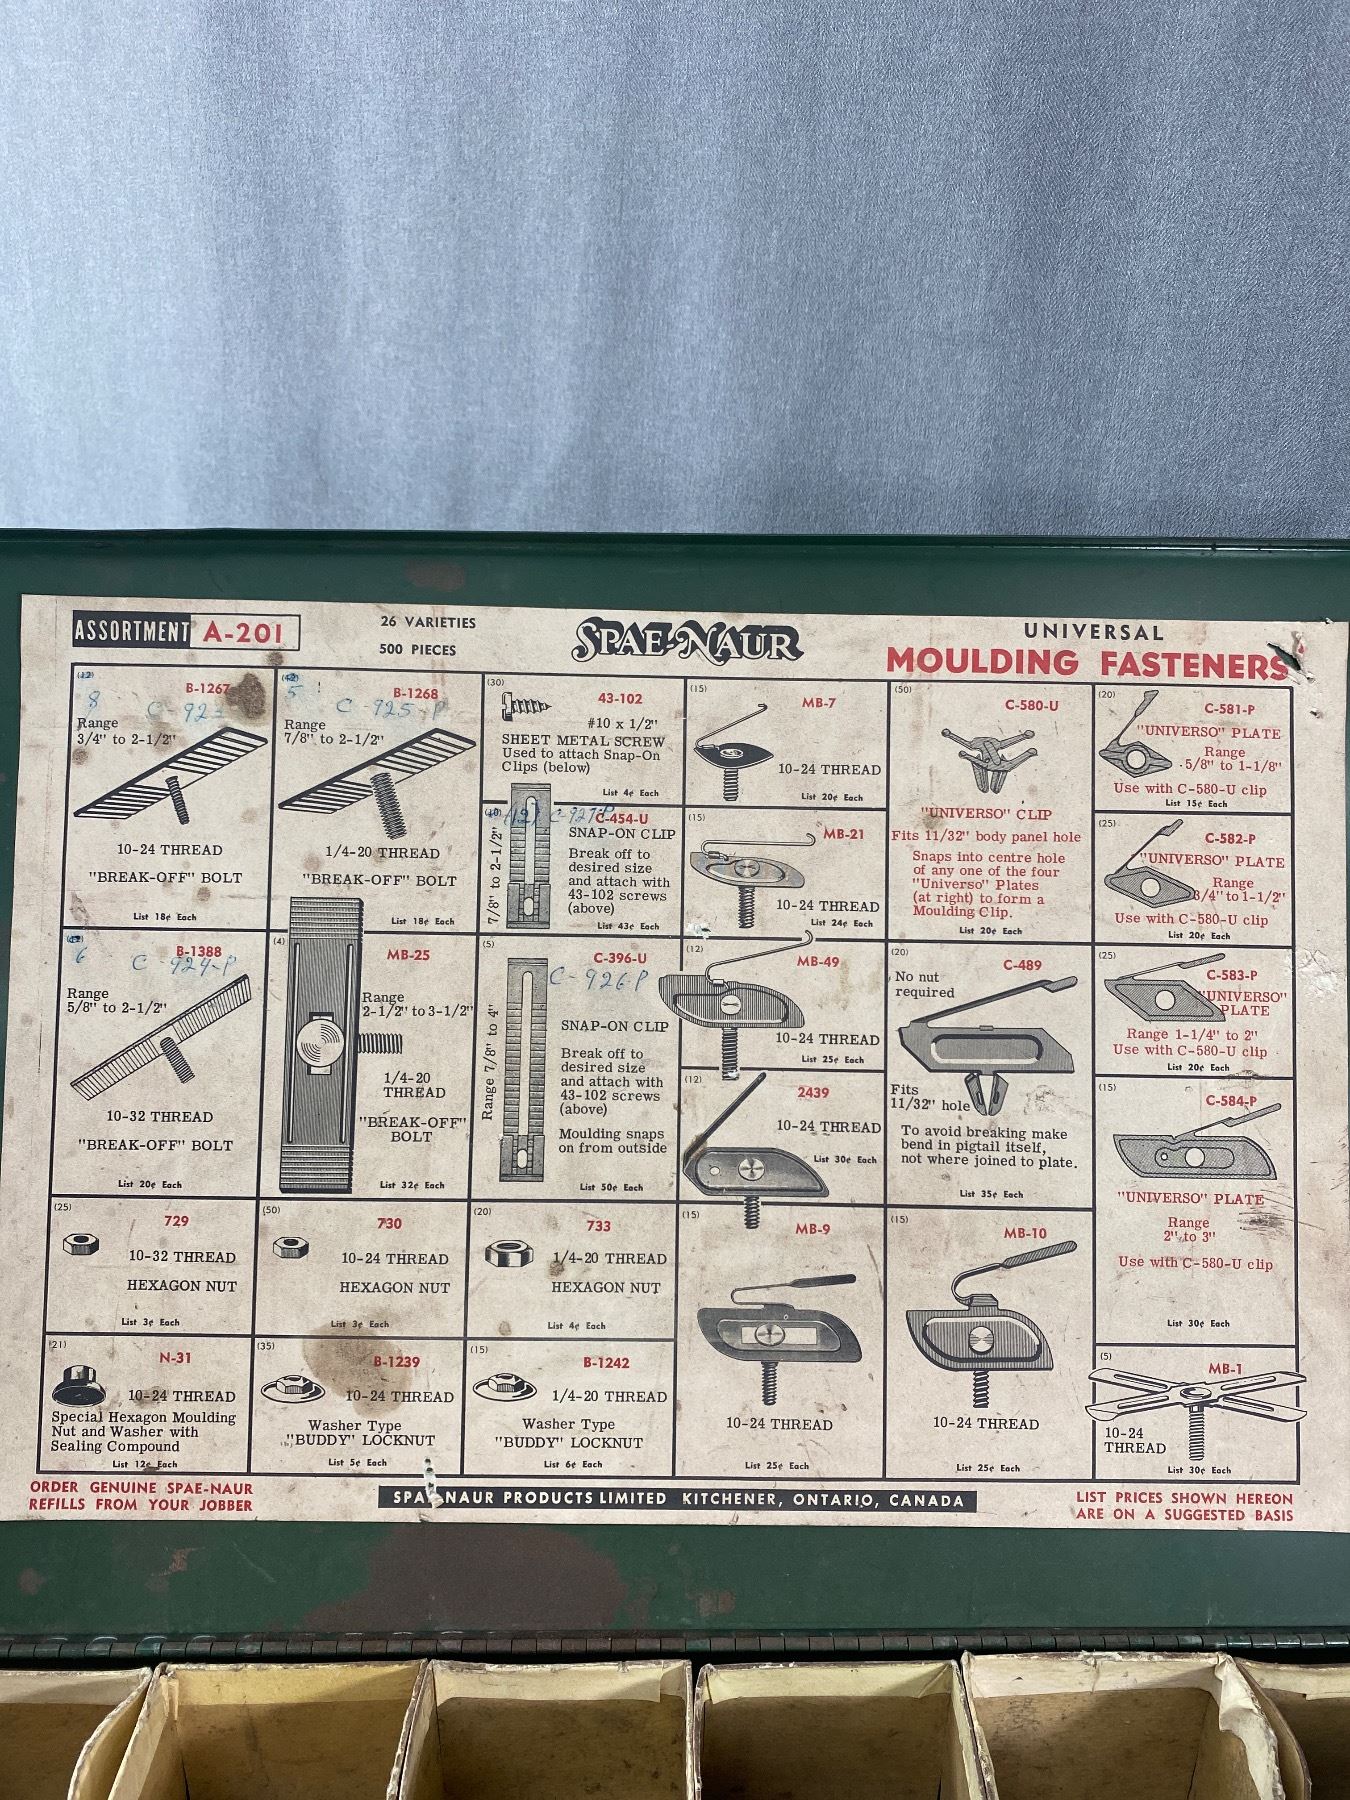 ASSORTMENT A-201
26 VARIETIES
500 PIECES
SPAE-NAUR
UNIVERSAL
MOULDING FASTENERS
(12)
8
B-1267
C-923
Range
3/4" to 2-1/2"
10-24 THREAD
"BREAK-OFF" BOLT
List 18¢ Each
5
B-1268
C-925-P
Range
7/8" to 2-1/2"
1/4-20 THREAD
"BREAK-OFF" BOLT
List 18¢ Each
(30)
43-102
#10 x 1/2"
SHEET METAL SCREW
Used to attach Snap-On
Clips (below)
List 4¢ Each
(12) C-927-P
C-454-U
7/8" to 2-1/2"
SNAP-ON CLIP
Break off to
desired size
and attach with
43-102 screws
(above)
List 43¢ Each
(15)
MB-7
10-24 THREAD
List 20¢ Each
(15)
MB-21
10-24 THREAD
List 24¢ Each
(50)
C-580-U
"UNIVERSO" CLIP
Fits 11/32" body panel hole
Snaps into centre hole
of any one of the four
"Universo" Plates
(at right) to form a
Moulding Clip.
List 20¢ Each
(20)
C-581-P
"UNIVERSO" PLATE
Range
5/8" to 1-1/8"
Use with C-580-U clip
List 15¢ Each
(25)
C-582-P
"UNIVERSO" PLATE
Range
3/4" to 1-1/2"
Use with C-580-U clip
List 20¢ Each
6
B-1388
C-924-P
Range
5/8" to 2-1/2"
10-32 THREAD
"BREAK-OFF" BOLT
List 20¢ Each
(4)
MB-25
Range
2-1/2" to 3-1/2"
1/4-20
THREAD
"BREAK-OFF"
BOLT
List 32¢ Each
(5)
C-396-U
C-926-P
Range 7/8" to 4"
SNAP-ON CLIP
Break off to
desired size
and attach with
43-102 screws
(above)
Moulding snaps
on from outside
List 50¢ Each
(12)
MB-49
10-24 THREAD
List 25¢ Each
(12)
2439
10-24 THREAD
List 30¢ Each
(20)
C-489
No nut
required
Fits
11/32" hole
To avoid breaking make
bend in pigtail itself,
not where joined to plate.
List 35¢ Each
(25)
C-583-P
"UNIVERSO"
PLATE
Range 1-1/4" to 2"
Use with C-580-U clip
List 20¢ Each
(15)
C-584-P
"UNIVERSO" PLATE
Range
2" to 3"
Use with C-580-U clip
List 30¢ Each
(25)
729
10-32 THREAD
HEXAGON NUT
List 3¢ Each
(50)
730
10-24 THREAD
HEXAGON NUT
List 3¢ Each
(20)
733
1/4-20 THREAD
HEXAGON NUT
List 4¢ Each
(15)
MB-9
10-24 THREAD
List 25¢ Each
(15)
MB-10
10-24 THREAD
List 25¢ Each
(21)
N-31
10-24 THREAD
Special Hexagon Moulding
Nut and Washer with
Sealing Compound
List 12¢ Each
(35)
B-1239
10-24 THREAD
Washer Type
"BUDDY" LOCKNUT
List 5¢ Each
(15)
B-1242
1/4-20 THREAD
Washer Type
"BUDDY" LOCKNUT
List 6¢ Each
(5)
MB-1
10-24
THREAD
List 30¢ Each
ORDER GENUINE SPAE-NAUR
REFILLS FROM YOUR JOBBER
SPAE-NAUR PRODUCTS LIMITED KITCHENER, ONTARIO, CANADA
LIST PRICES SHOWN HEREON
ARE ON A SUGGESTED BASIS